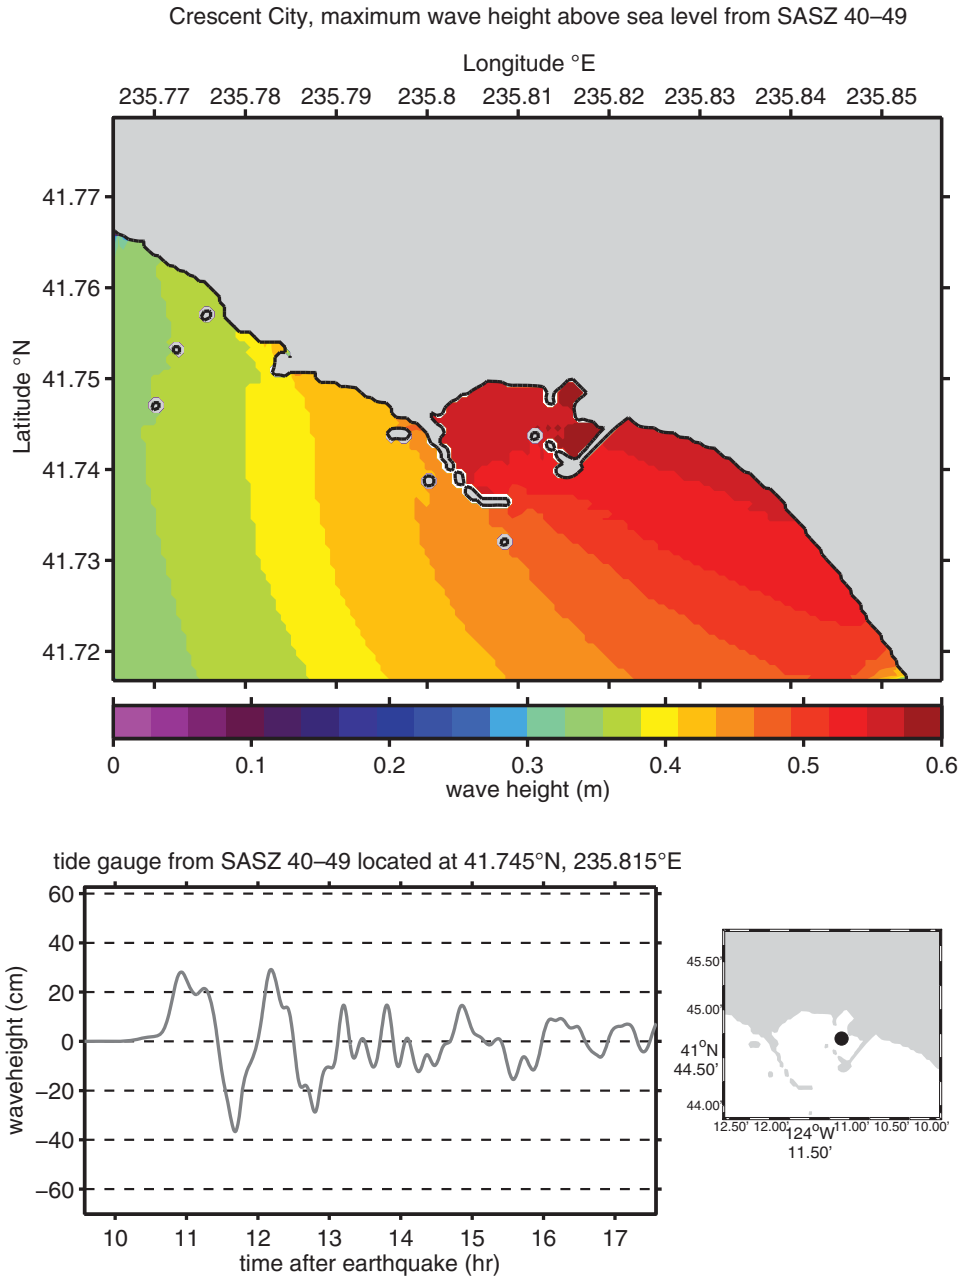 Crescent City, maximum wave height above sea level from SASZ 40–49
Longitude °E
235.77 235.78 235.79 235.8 235.81 235.82 235.83 235.84 235.85
Latitude °N
41.77
41.76
41.75
41.74
41.73
41.72
0 0.1 0.2 0.3 0.4 0.5 0.6
wave height (m)
tide gauge from SASZ 40–49 located at 41.745°N, 235.815°E
waveheight (cm)
60
40
20
0
−20
−40
−60
10 11 12 13 14 15 16 17
time after earthquake (hr)
45.50'
45.00'
41°N
44.50'
44.00'
12.50' 12.00' 11.00' 10.50' 10.00'
124°W
11.50'